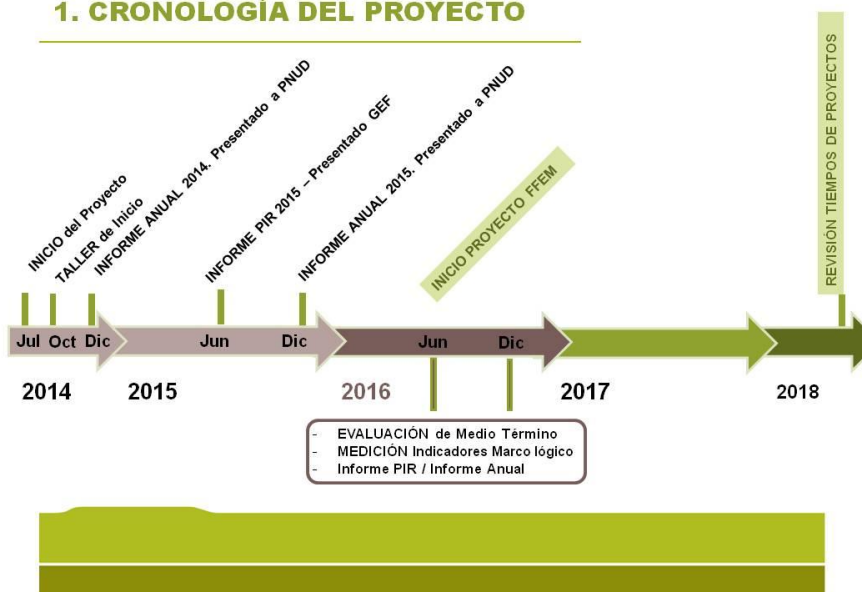 1. CRONOLOGÍA DEL PROYECTO
INICIO del Proyecto
TALLER de Inicio
INFORME ANUAL 2014. Presentado a PNUD
INFORME PIR 2015 – Presentado GEF
INFORME ANUAL 2015. Presentado a PNUD
INICIO PROYECTO FFEM
REVISIÓN TIEMPOS DE PROYECTOS
Jul Oct Dic Jun Dic Jun Dic
2014 2015 2016 2017 2018
- EVALUACIÓN de Medio Término
- MEDICIÓN Indicadores Marco lógico
- Informe PIR / Informe Anual